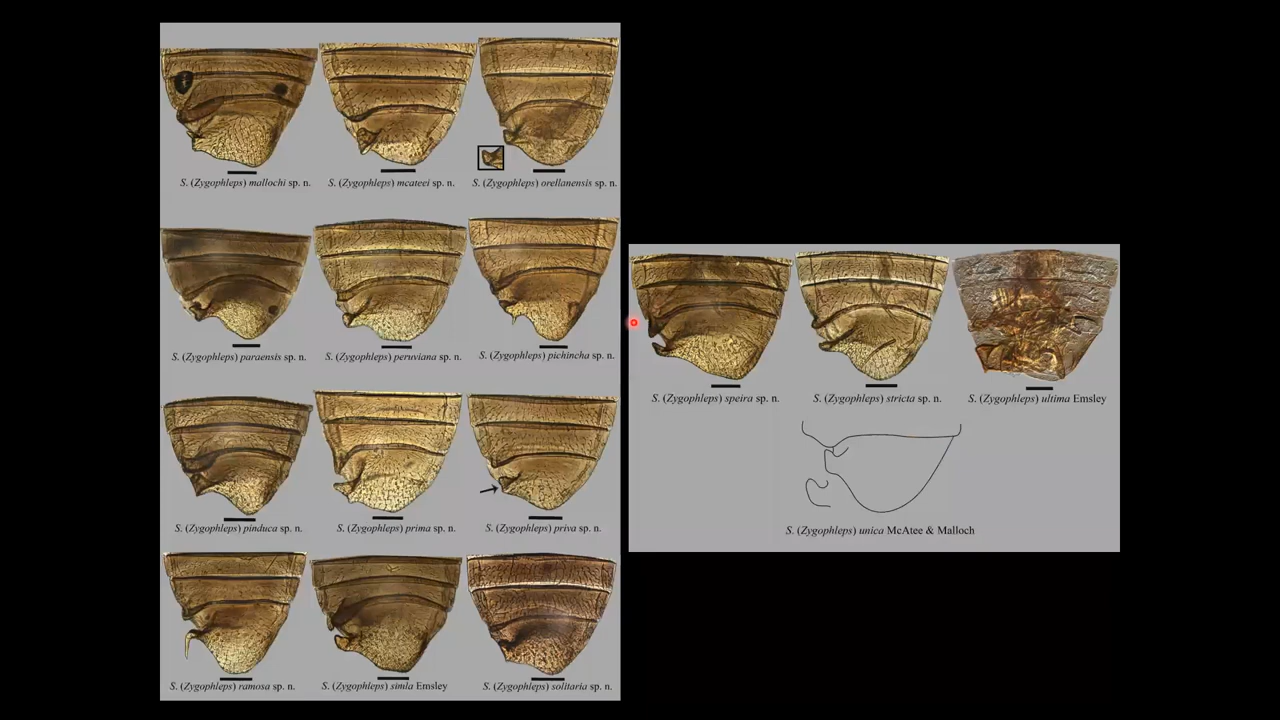 S. (Zygophleps) mallochi sp. n.
S. (Zygophleps) mcateei sp. n.
S. (Zygophleps) orellanensis sp. n.
S. (Zygophleps) paraensis sp. n.
S. (Zygophleps) peruviana sp. n.
S. (Zygophleps) pichincha sp. n.
S. (Zygophleps) pinduca sp. n.
S. (Zygophleps) prima sp. n.
S. (Zygophleps) priva sp. n.
S. (Zygophleps) ramosa sp. n.
S. (Zygophleps) simla Emsley
S. (Zygophleps) solitaria sp. n.
S. (Zygophleps) speira sp. n.
S. (Zygophleps) stricta sp. n.
S. (Zygophleps) ultima Emsley
S. (Zygophleps) unica McAtee & Malloch